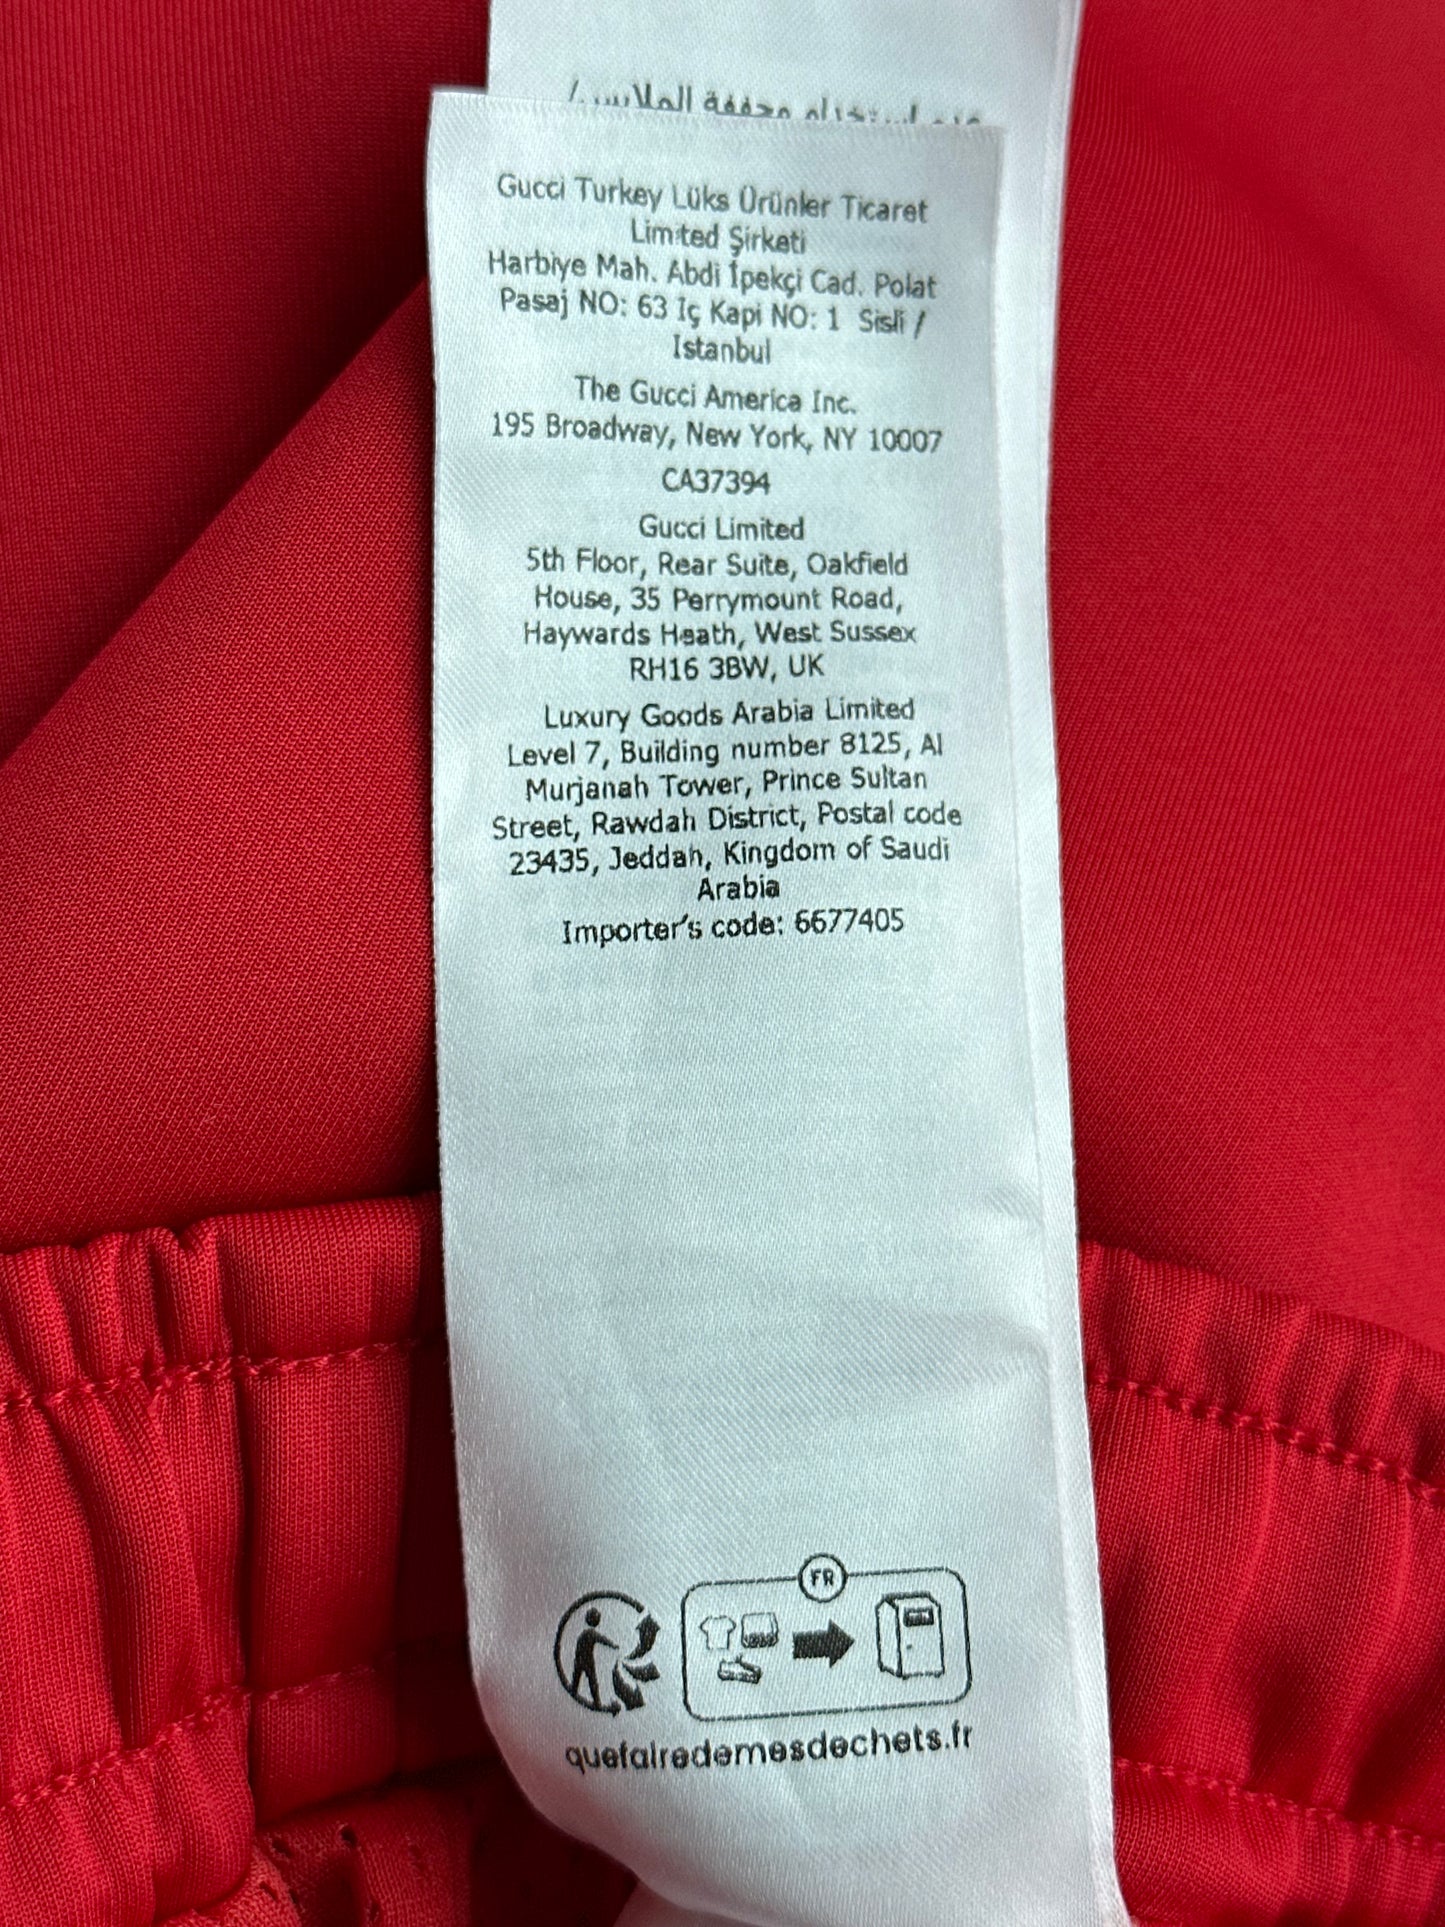 عدم استخدام مجففة الملابس /
Gucci Turkey Lüks Ürünler Ticaret
Limited Şirketi
Harbiye Mah. Abdi İpekçi Cad. Polat
Pasaj NO: 63 Iç Kapi NO: 1 Sisli /
Istanbul
The Gucci America Inc.
195 Broadway, New York, NY 10007
CA37394
Gucci Limited
5th Floor, Rear Suite, Oakfield
House, 35 Perrymount Road,
Haywards Heath, West Sussex
RH16 3BW, UK
Luxury Goods Arabia Limited
Level 7, Building number 8125, Al
Murjanah Tower, Prince Sultan
Street, Rawdah District, Postal code
23435, Jeddah, Kingdom of Saudi
Arabia
Importer's code: 6677405
FR
quefairedemesdechets.fr